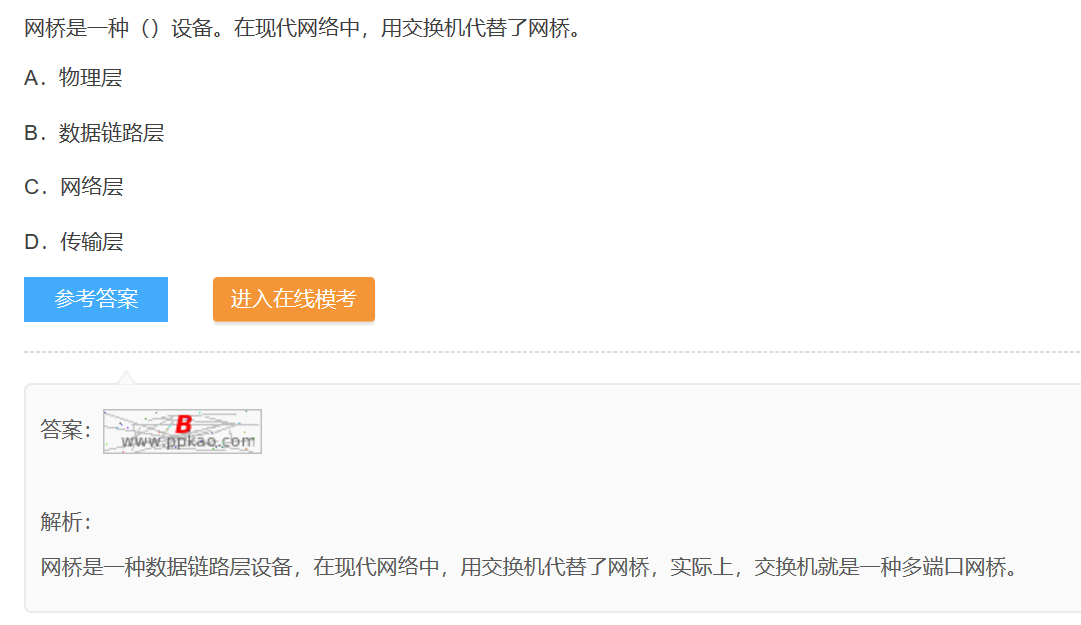 网桥是一种（）设备。在现代网络中，用交换机代替了网桥。
A．物理层
B．数据链路层
C．网络层
D．传输层
参考答案 进入在线模考
答案：B
www.ppkao.com
解析：
网桥是一种数据链路层设备，在现代网络中，用交换机代替了网桥，实际上，交换机就是一种多端口网桥。